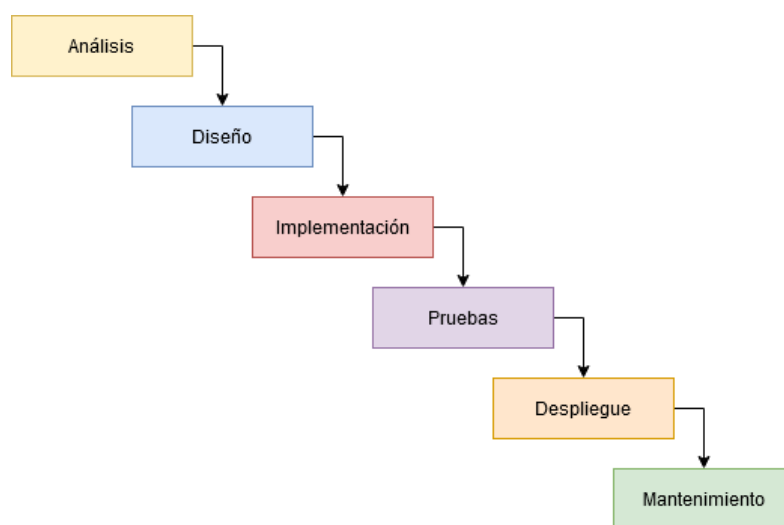 Análisis
Diseño
Implementación
Pruebas
Despliegue
Mantenimiento